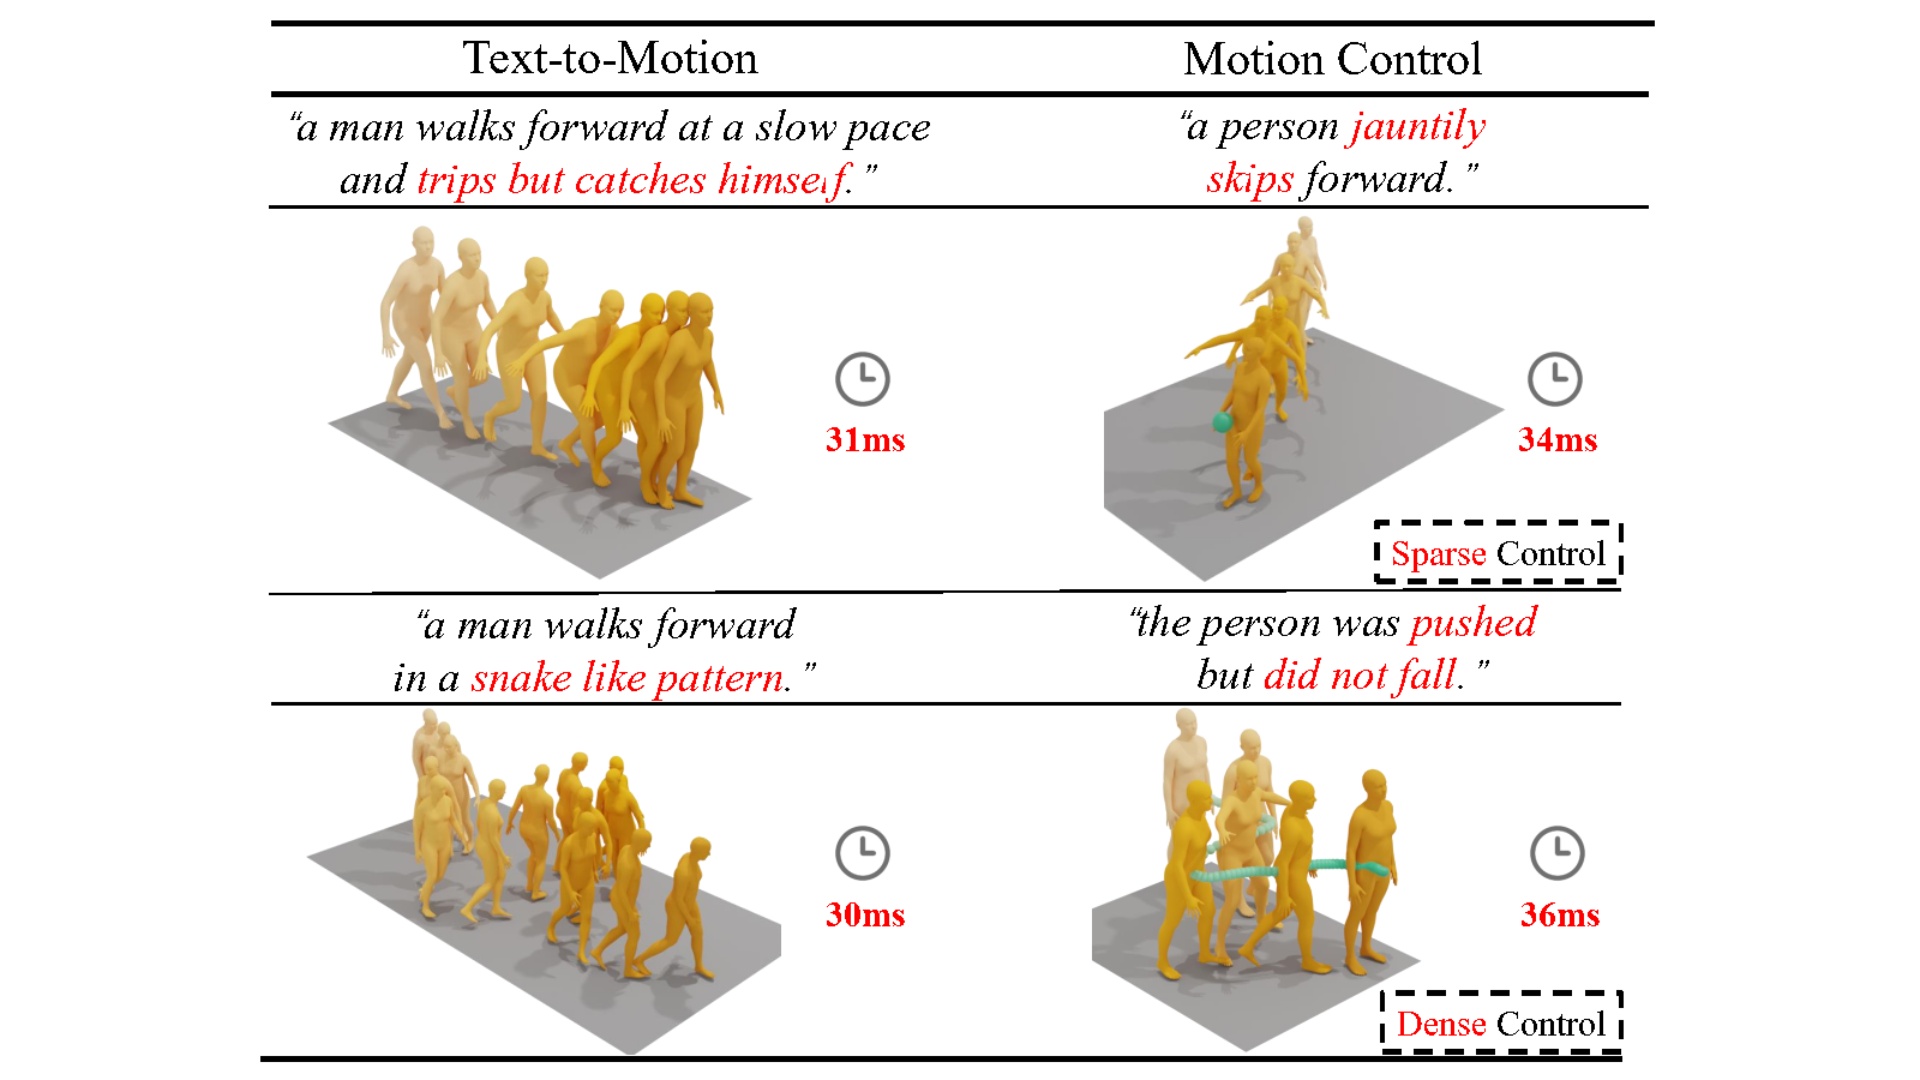 Text-to-Motion
Motion Control
"a man walks forward at a slow pace
and trips but catches himself."
"a person jauntily
skips forward."
31ms
34ms
Sparse Control
"a man walks forward
in a snake like pattern."
"the person was pushed
but did not fall."
30ms
36ms
Dense Control